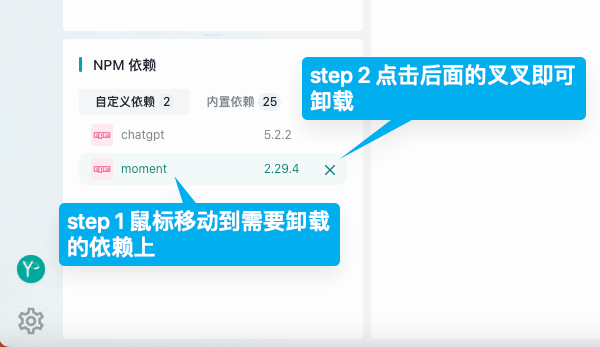 NPM 依赖
step 2 点击后面的叉叉即可
卸载
自定义依赖 2 内置依赖 25
npm chatgpt 5.2.2
npm moment 2.29.4
step 1 鼠标移动到需要卸载
的依赖上